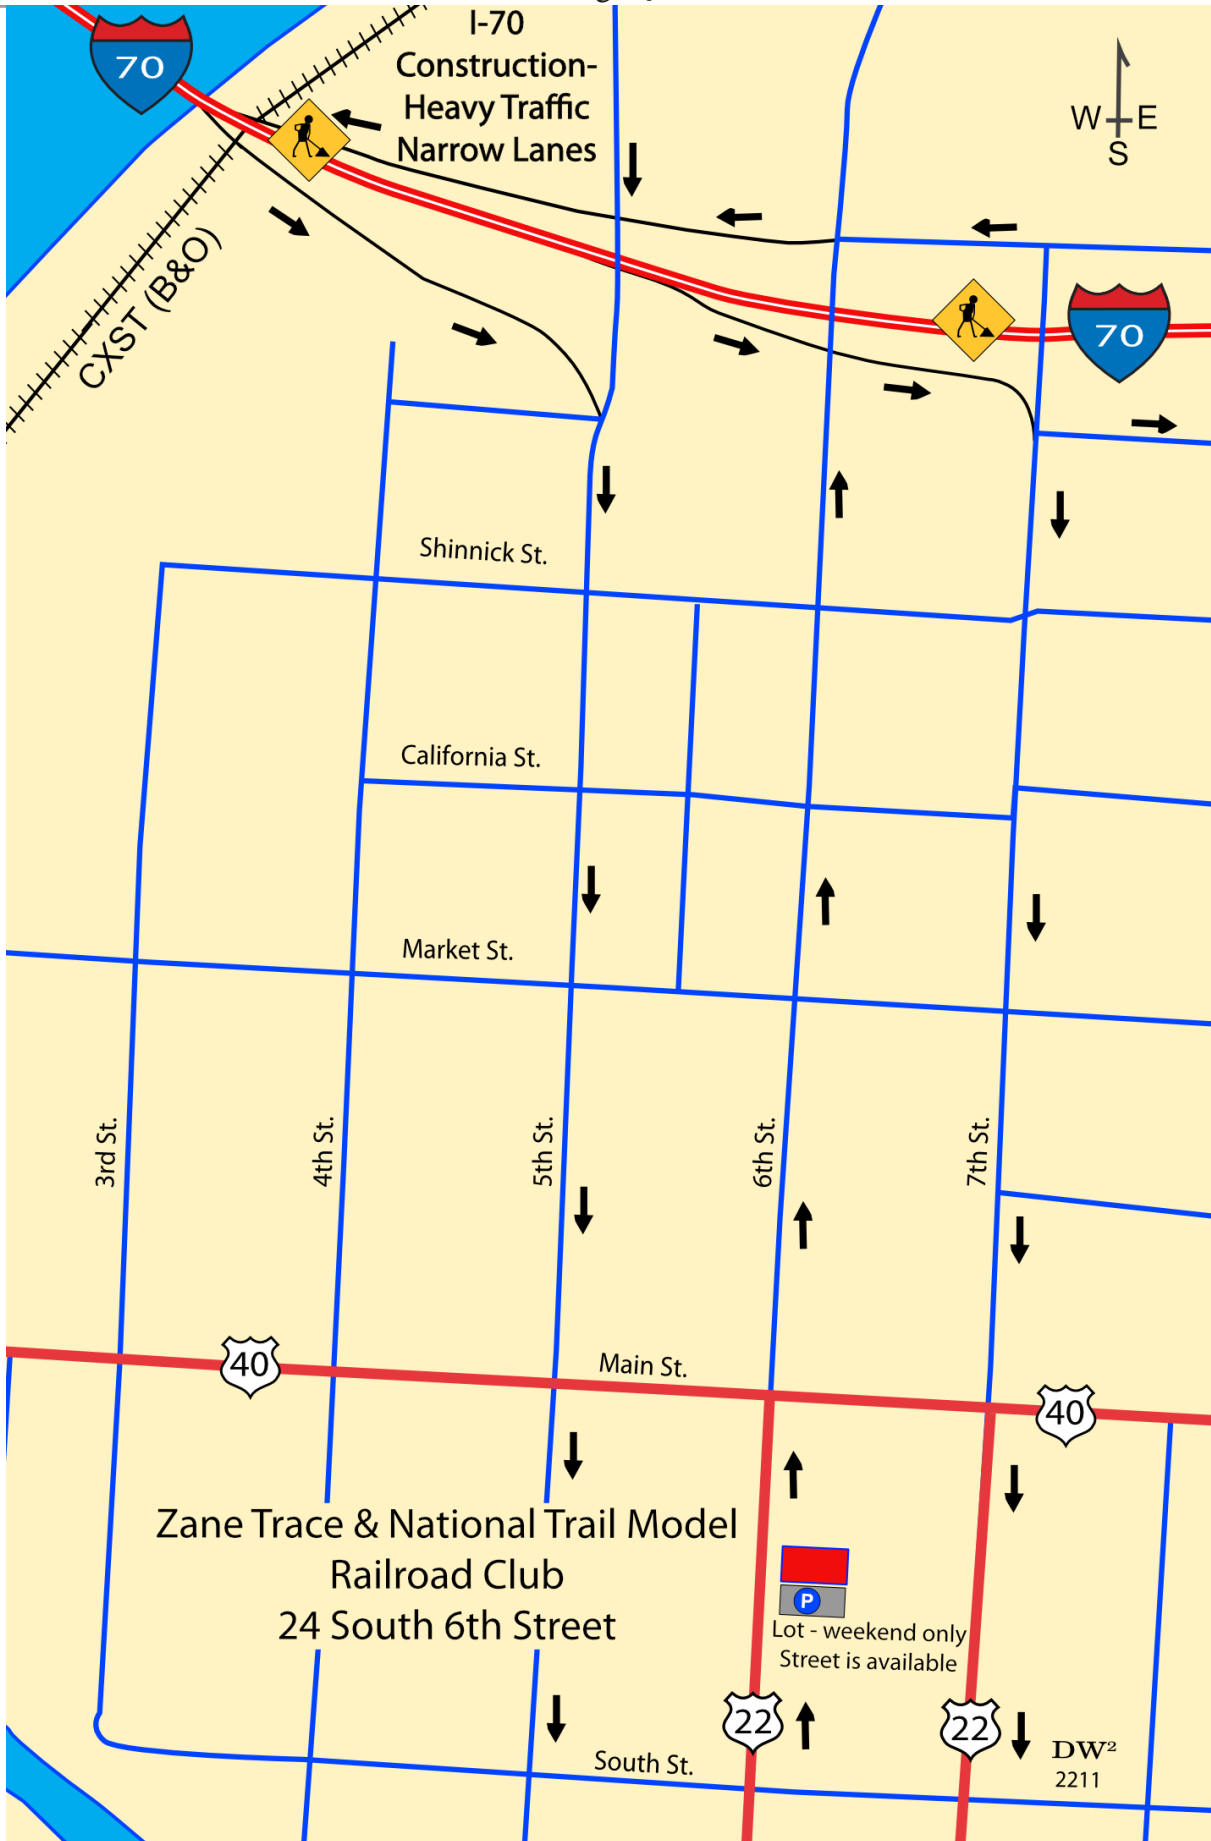 70
I-70
Construction-
Heavy Traffic
Narrow Lanes
W E
S
CXST (B&O)
70
Shinnick St.
California St.
Market St.
3rd St.
4th St.
5th St.
6th St.
7th St.
40
Main St.
40
Zane Trace & National Trail Model
Railroad Club
24 South 6th Street
P
Lot - weekend only
Street is available
22
22
South St.
DW²
2211